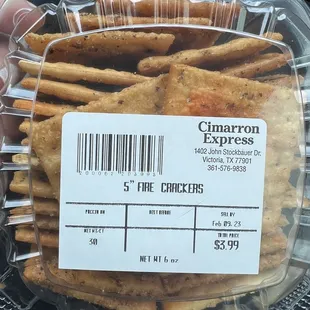 Cimarron
Express
1402 John Stockbauer Dr.
Victoria, TX 77901
361-576-9838
5" FIRE CRACKERS
PACKED ON
BEST BEFORE
SELL BY
Feb 09, 23
NET WT/CT
30
TOTAL PRICE
$3.99
NET WT 6 oz